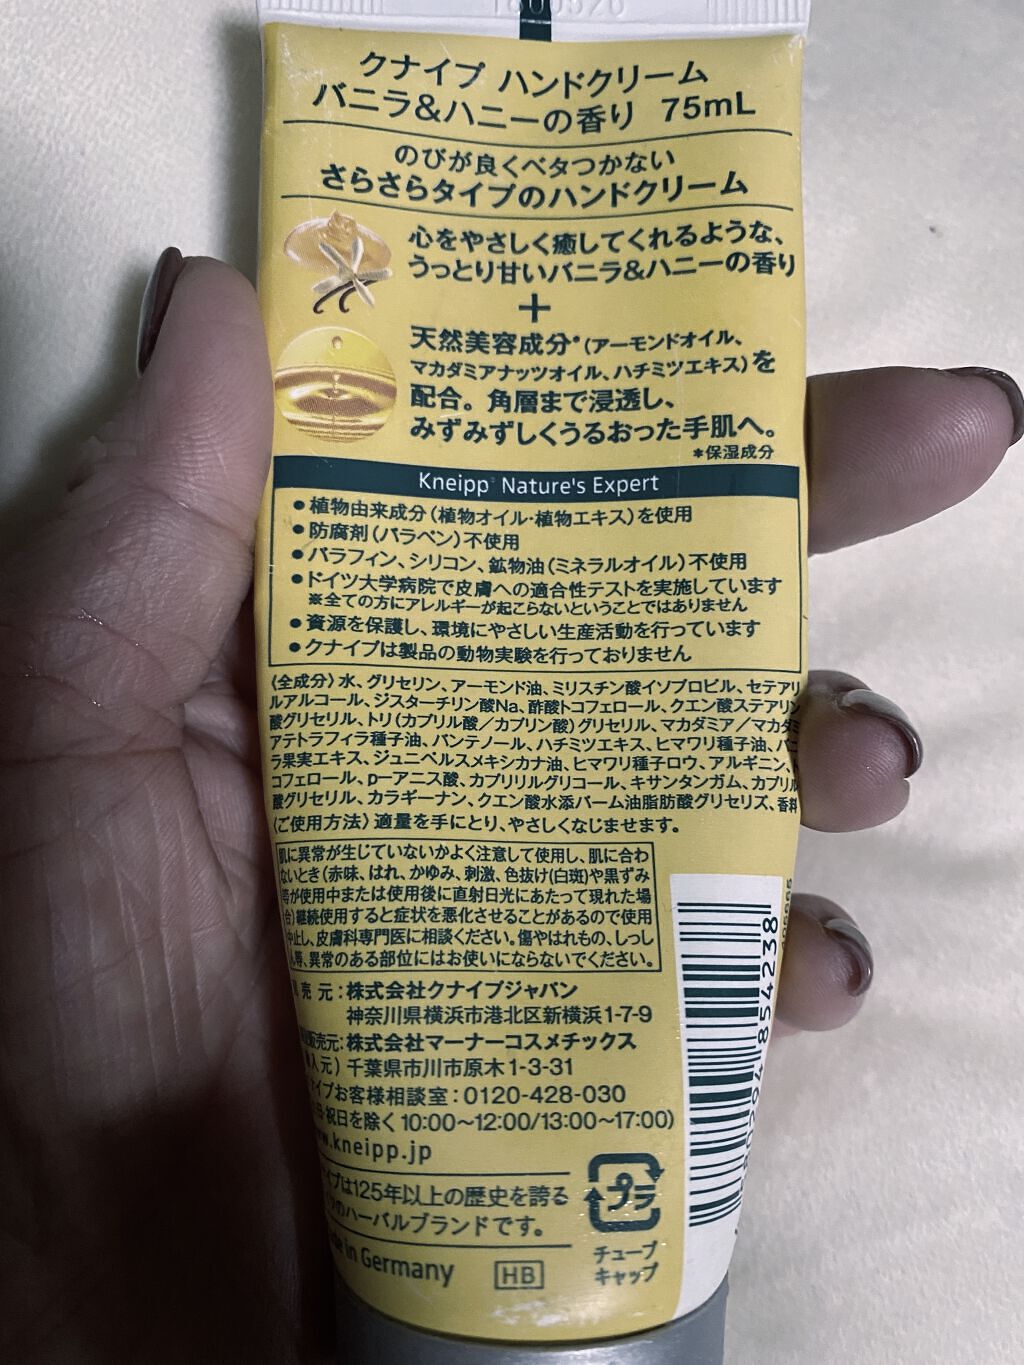 クナイプ ハンドクリーム
バニラ&ハニーの香り 75mL
のびが良くベタつかない
さらさらタイプのハンドクリーム
心をやさしく癒してくれるような、
うっとり甘いバニラ&ハニーの香り
+
天然美容成分*(アーモンドオイル、
マカダミアナッツオイル、ハチミツエキス)を
配合。角層まで浸透し、
みずみずしくうるおった手肌へ。
*保湿成分
Kneipp® Nature's Expert
●植物由来成分(植物オイル・植物エキス)を使用
●防腐剤(パラベン)不使用
●パラフィン、シリコン、鉱物油(ミネラルオイル)不使用
●ドイツ大学病院で皮膚への適合性テストを実施しています
※全ての方にアレルギーが起こらないということではありません
●資源を保護し、環境にやさしい生産活動を行っています
●クナイプは製品の動物実験を行っておりません
〈全成分〉水、グリセリン、アーモンド油、ミリスチン酸イソプロピル、セテアリ
ルアルコール、ジステアリン酸Na、酢酸トコフェロール、クエン酸ステアリン
酸グリセリル、トリ(カプリル酸/カプリン酸)グリセリル、マカダミア/マカダミ
アテトラフィラ種子油、パンテノール、ハチミツエキス、ヒマワリ種子油、バニ
ラ果実エキス、ジュニペルスメキシカナ油、ヒマワリ種子ロウ、アルギニン、
コフェロール、p-アニス酸、カプリリルグリコール、キサンタンガム、カプリル
酸グリセリル、カラギーナン、クエン酸水添パーム油脂肪酸グリセリズ、香料
〈ご使用方法〉適量を手にとり、やさしくなじませます。
肌に異常が生じていないかよく注意して使用し、肌に合わ
ないとき(赤味、はれ、かゆみ、刺激、色抜け(白斑)や黒ずみ
等が使用中または使用後に直射日光にあたって現れた場
合)継続使用すると症状を悪化させることがあるので使用
中止し、皮膚科専門医に相談ください。傷やはれもの、しっし
ん等、異常のある部位にはお使いにならないでください。
売 元:株式会社クナイプジャパン
神奈川県横浜市港北区新横浜1-7-9
販売元:株式会社マーナーコスメチックス
入元) 千葉県市川市原木1-3-31
イプお客様相談室:0120-428-030
祝日を除く 10:00~12:00/13:00~17:00)
.kneipp.jp
イプは125年以上の歴史を誇る
のハーバルブランドです。
in Germany
HB
プラ
チューブ
キャップ
854238